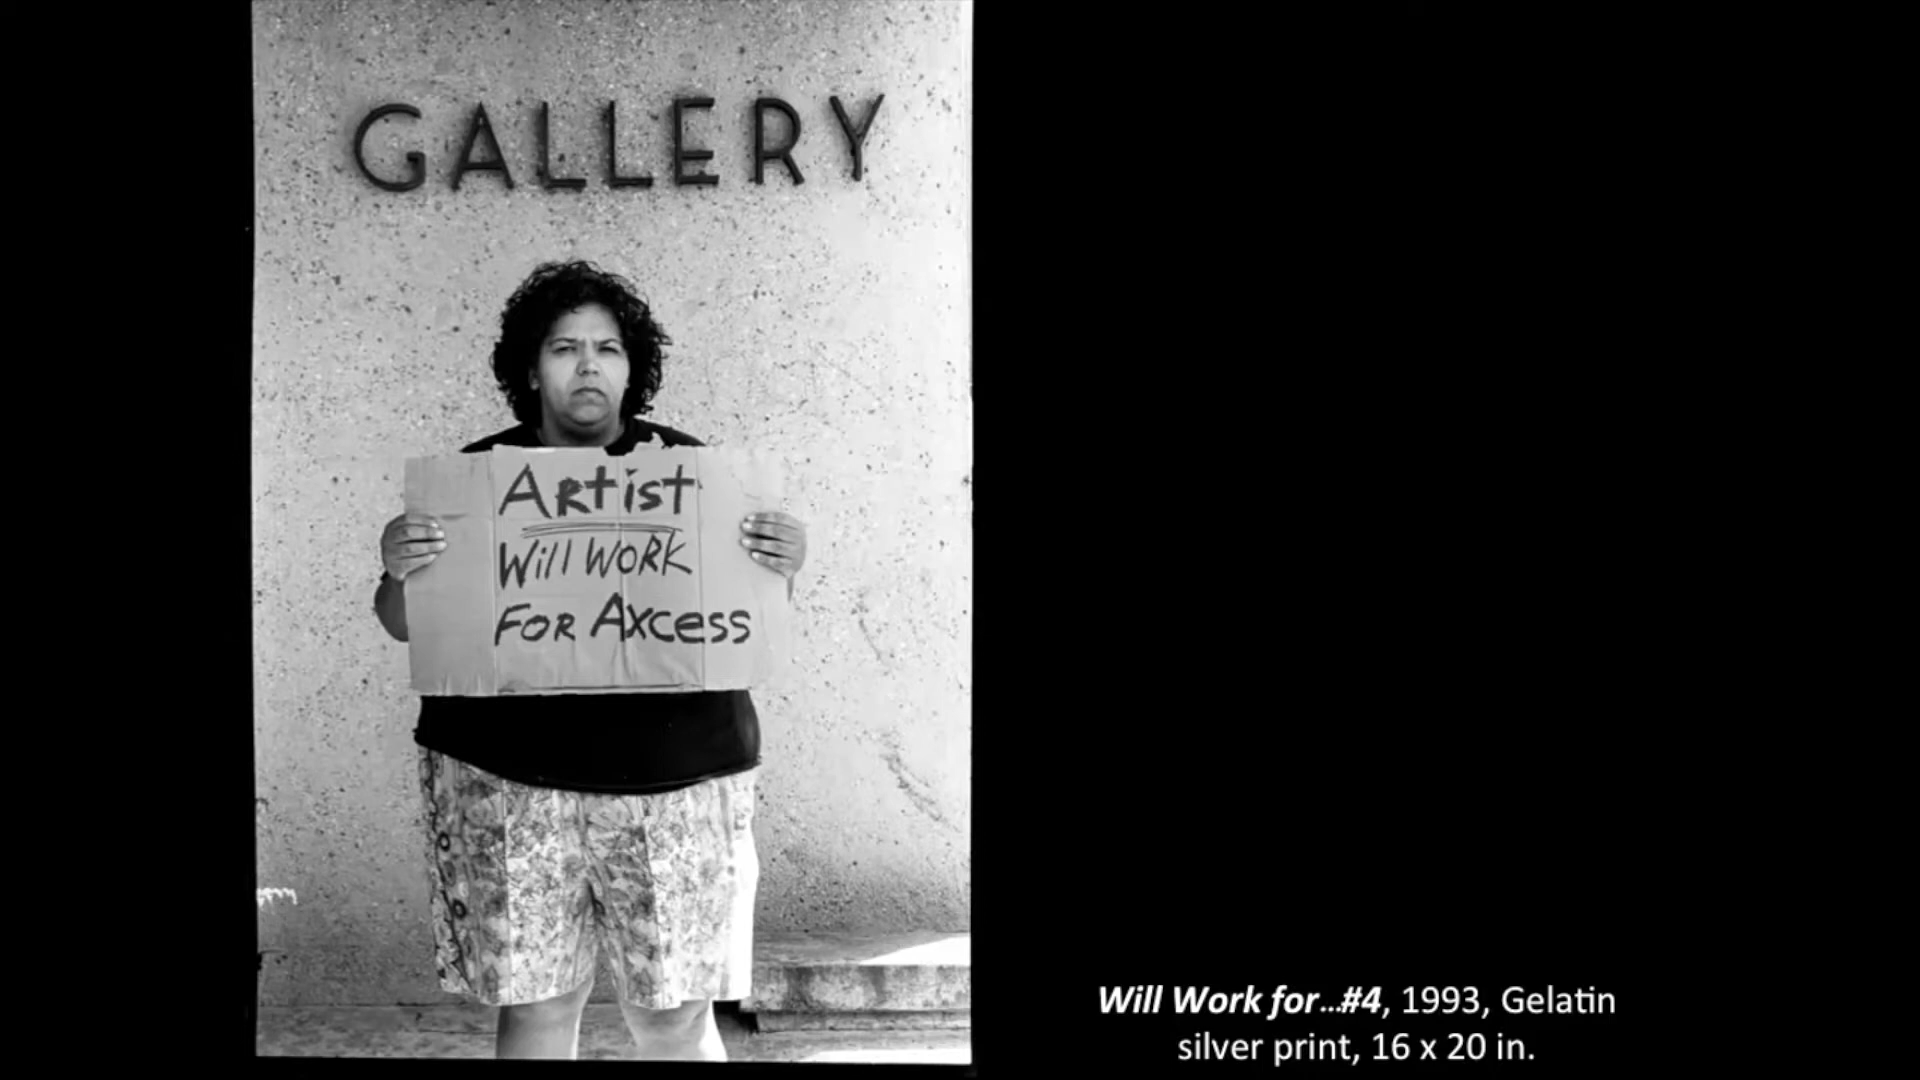 GALLERY
Artist
Will Work
For Axcess
Will Work for...#4, 1993, Gelatin
silver print, 16 x 20 in.